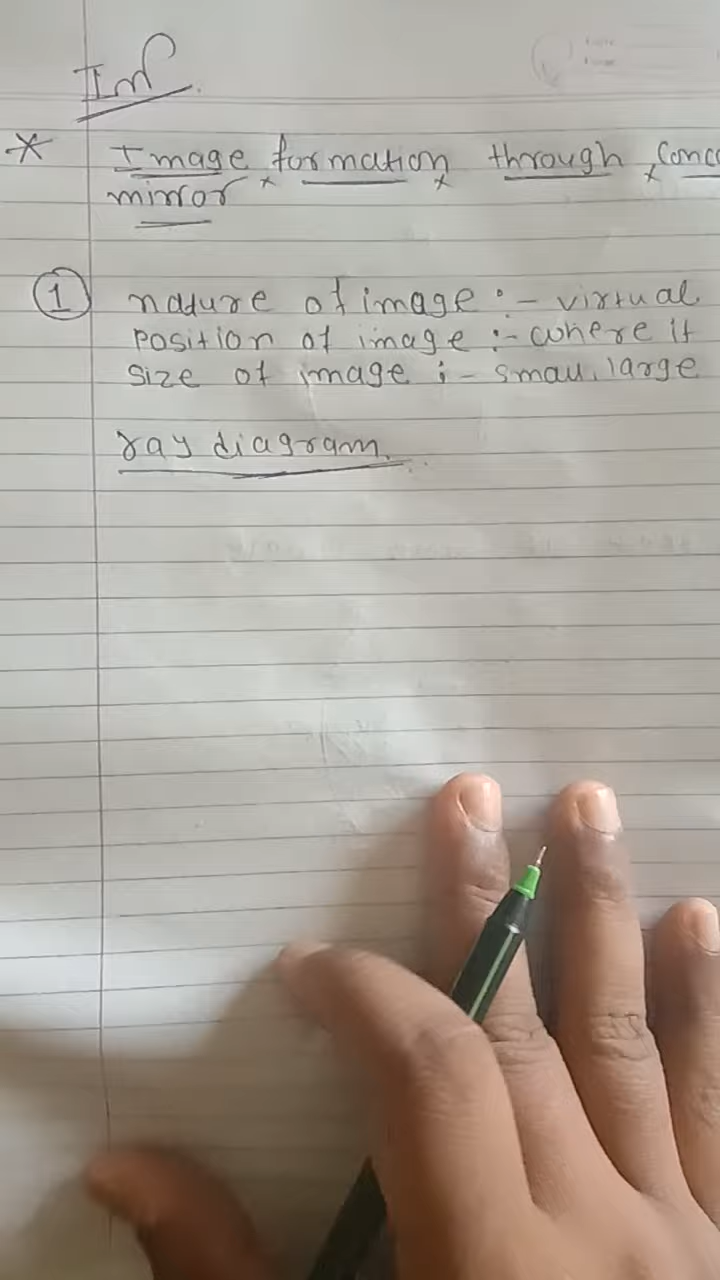 Imp.
* Image formation through Conc
mirror
1 nature of image :- virtual
position of image :- where it
size of image :- small, large
ray diagram.